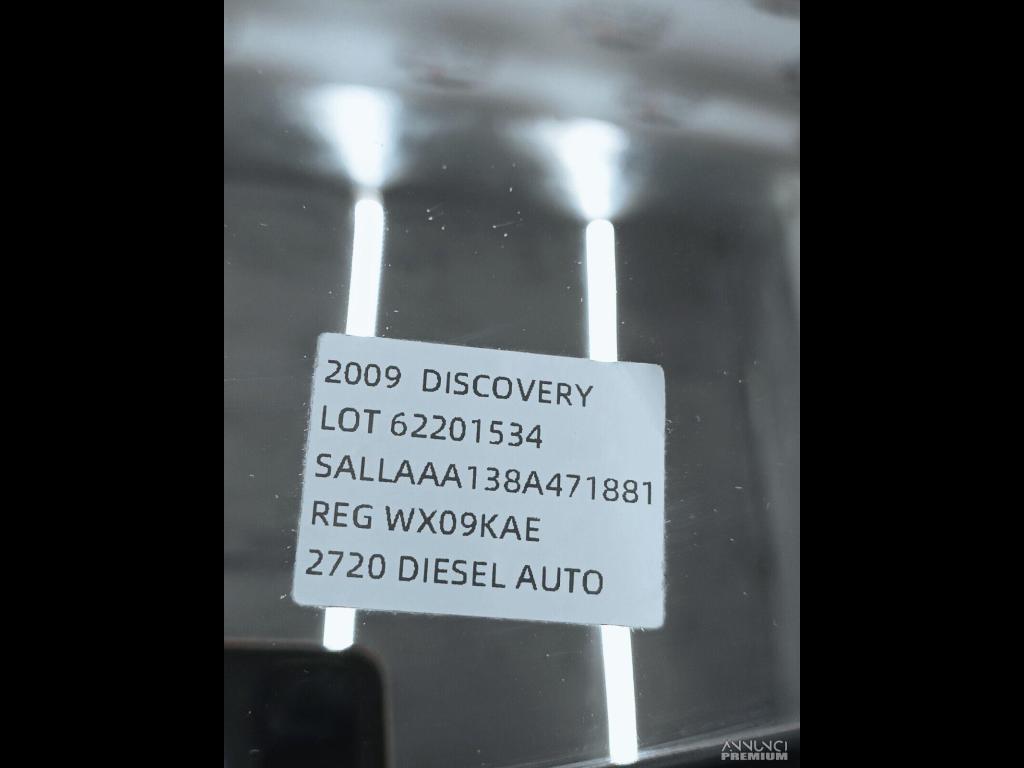 2009 DISCOVERY
LOT 62201534
SALLAAA138A471881
REG WX09KAE
2720 DIESEL AUTO
ANNUNCI
PREMIUM